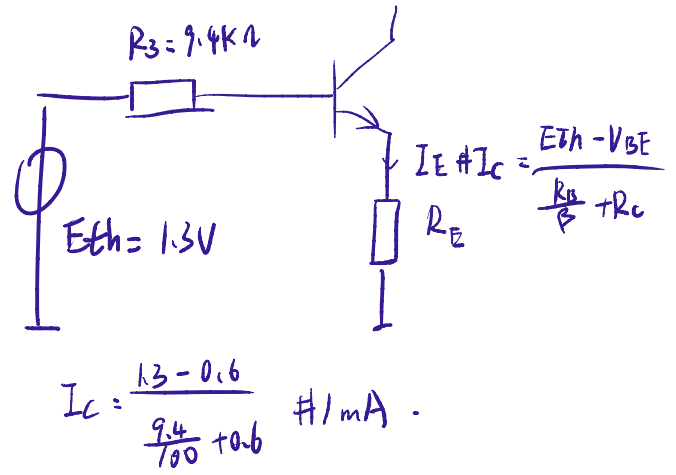 R3 = 9.4KΩ
IE # IC = (ETh - VBE) / (RB/β + RC)
RE
Eth = 1.3V
IC = (1.3 - 0.6) / (9.4/100 + 0.6) # 1mA.